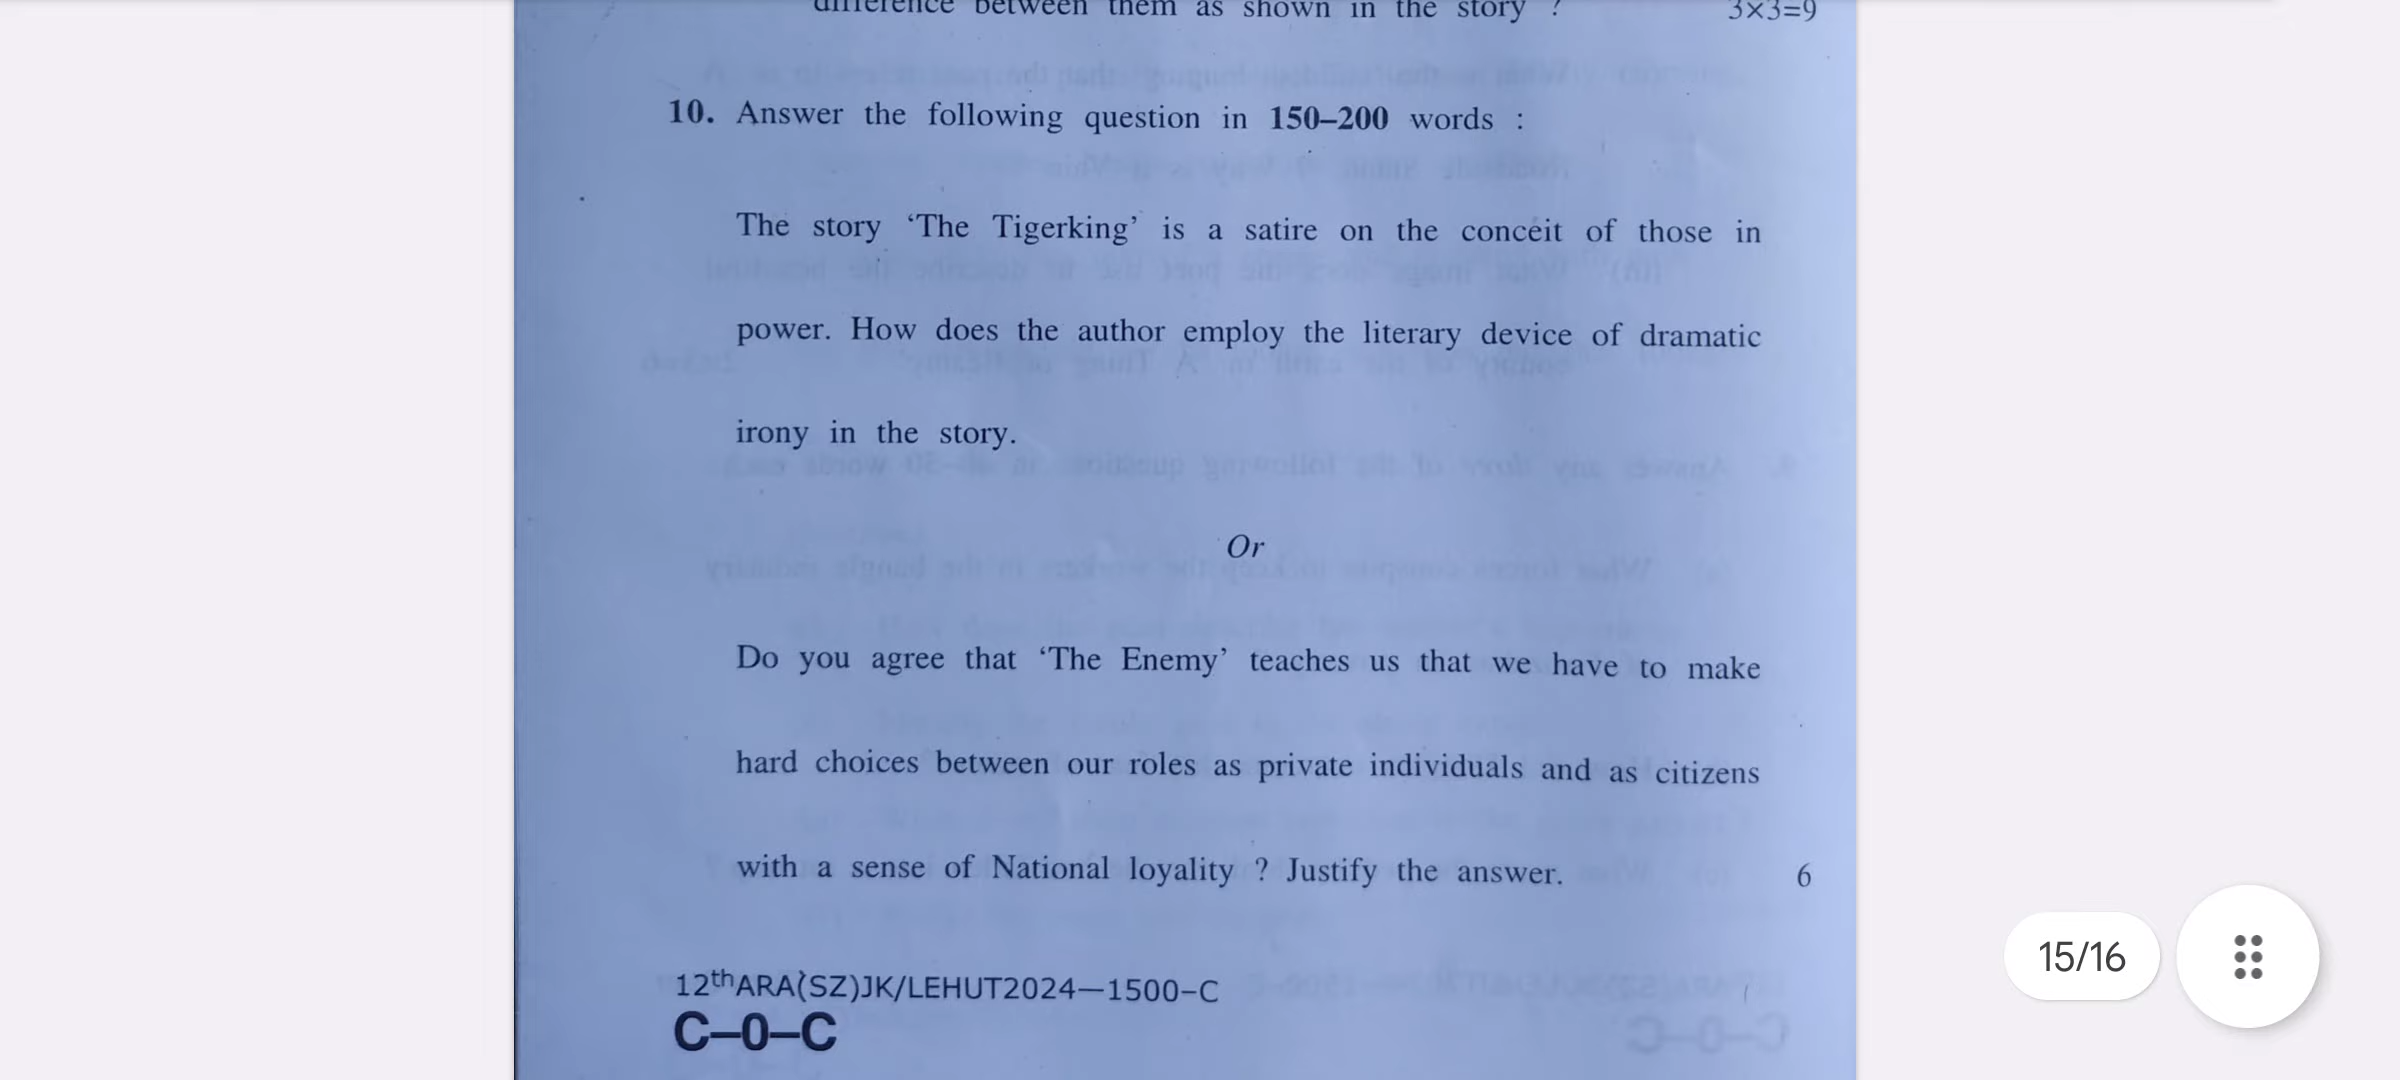 difference between them as shown in the story ? 3×3=9
10. Answer the following question in 150–200 words :
The story ‘The Tigerking’ is a satire on the conceit of those in
power. How does the author employ the literary device of dramatic
irony in the story.
Or
Do you agree that ‘The Enemy’ teaches us that we have to make
hard choices between our roles as private individuals and as citizens
with a sense of National loyality ? Justify the answer. 6
15/16
12thARA(SZ)JK/LEHUT2024—1500–C
C–0–C